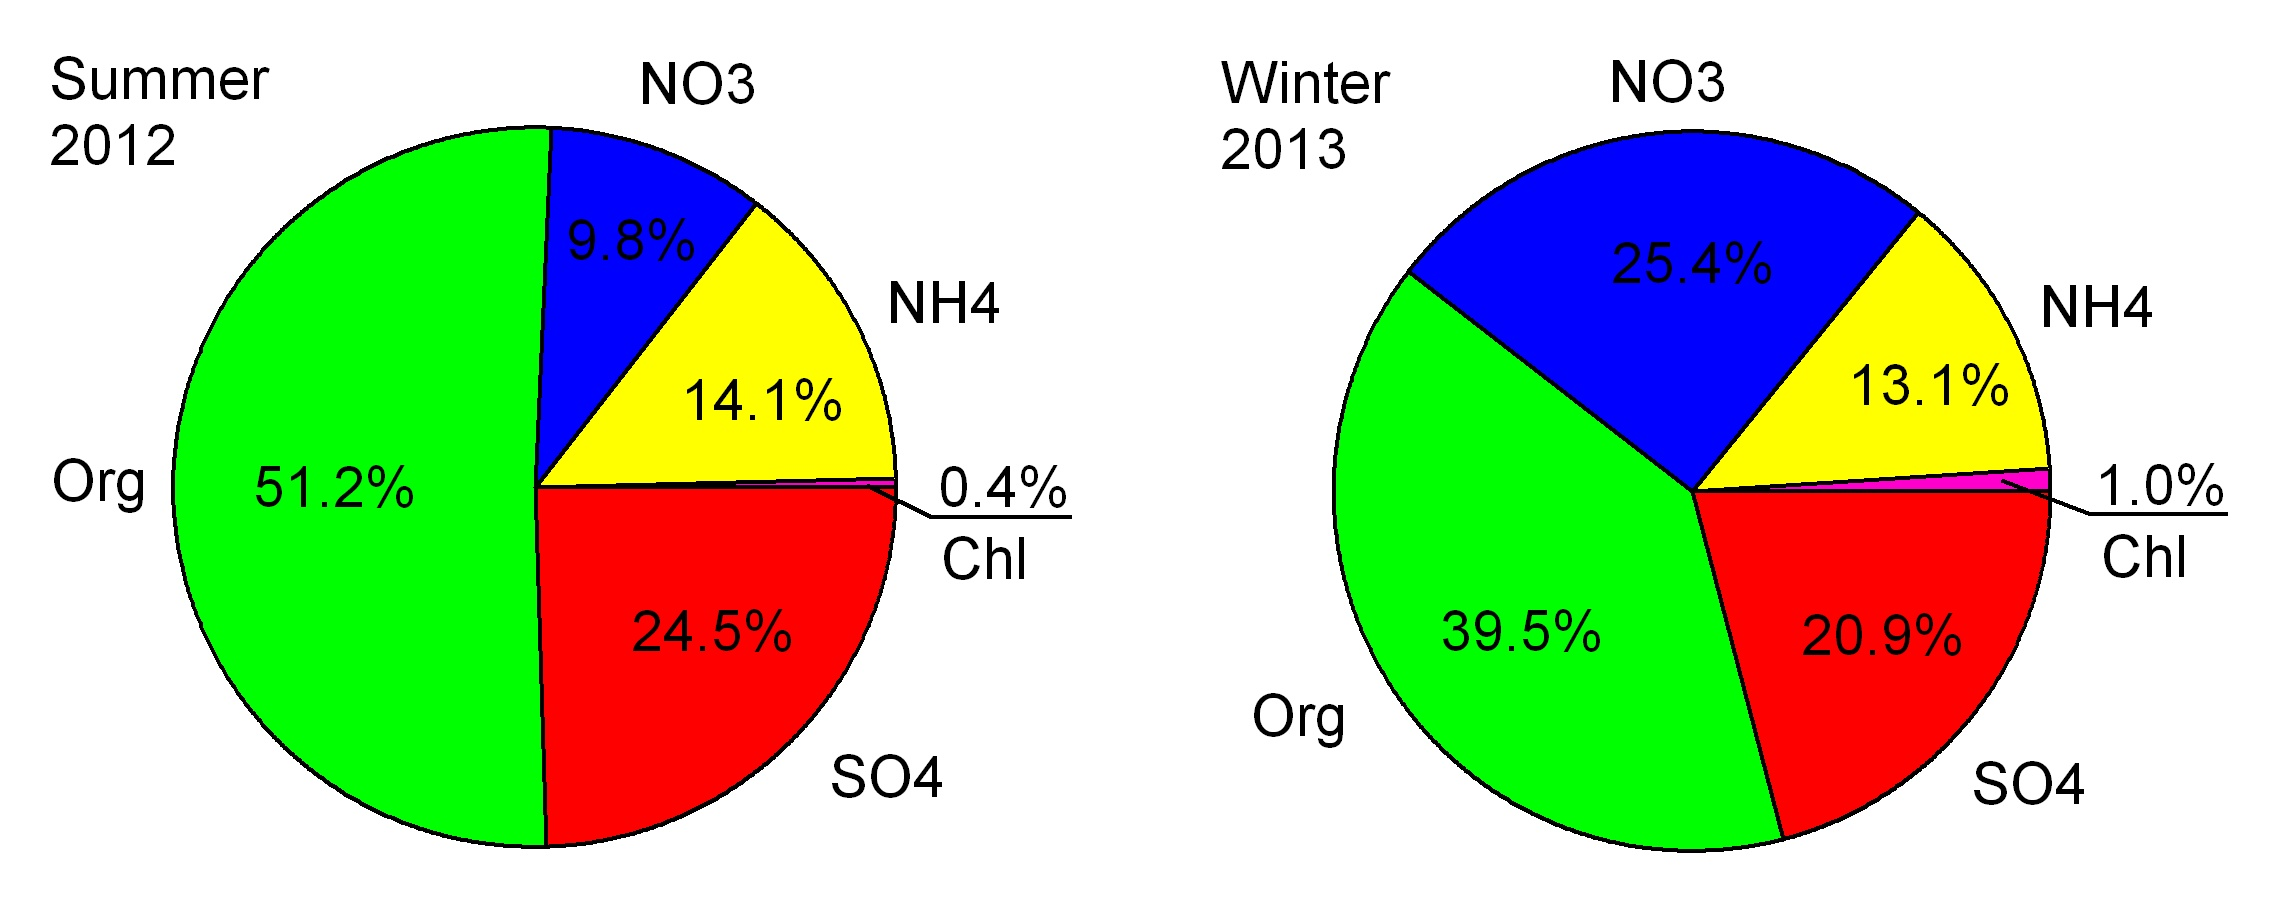 Summer
2012
NO3
9.8%
NH4
14.1%
Org
51.2%
0.4%
Chl
24.5%
SO4
Winter
2013
NO3
25.4%
NH4
13.1%
1.0%
Chl
39.5%
20.9%
Org
SO4